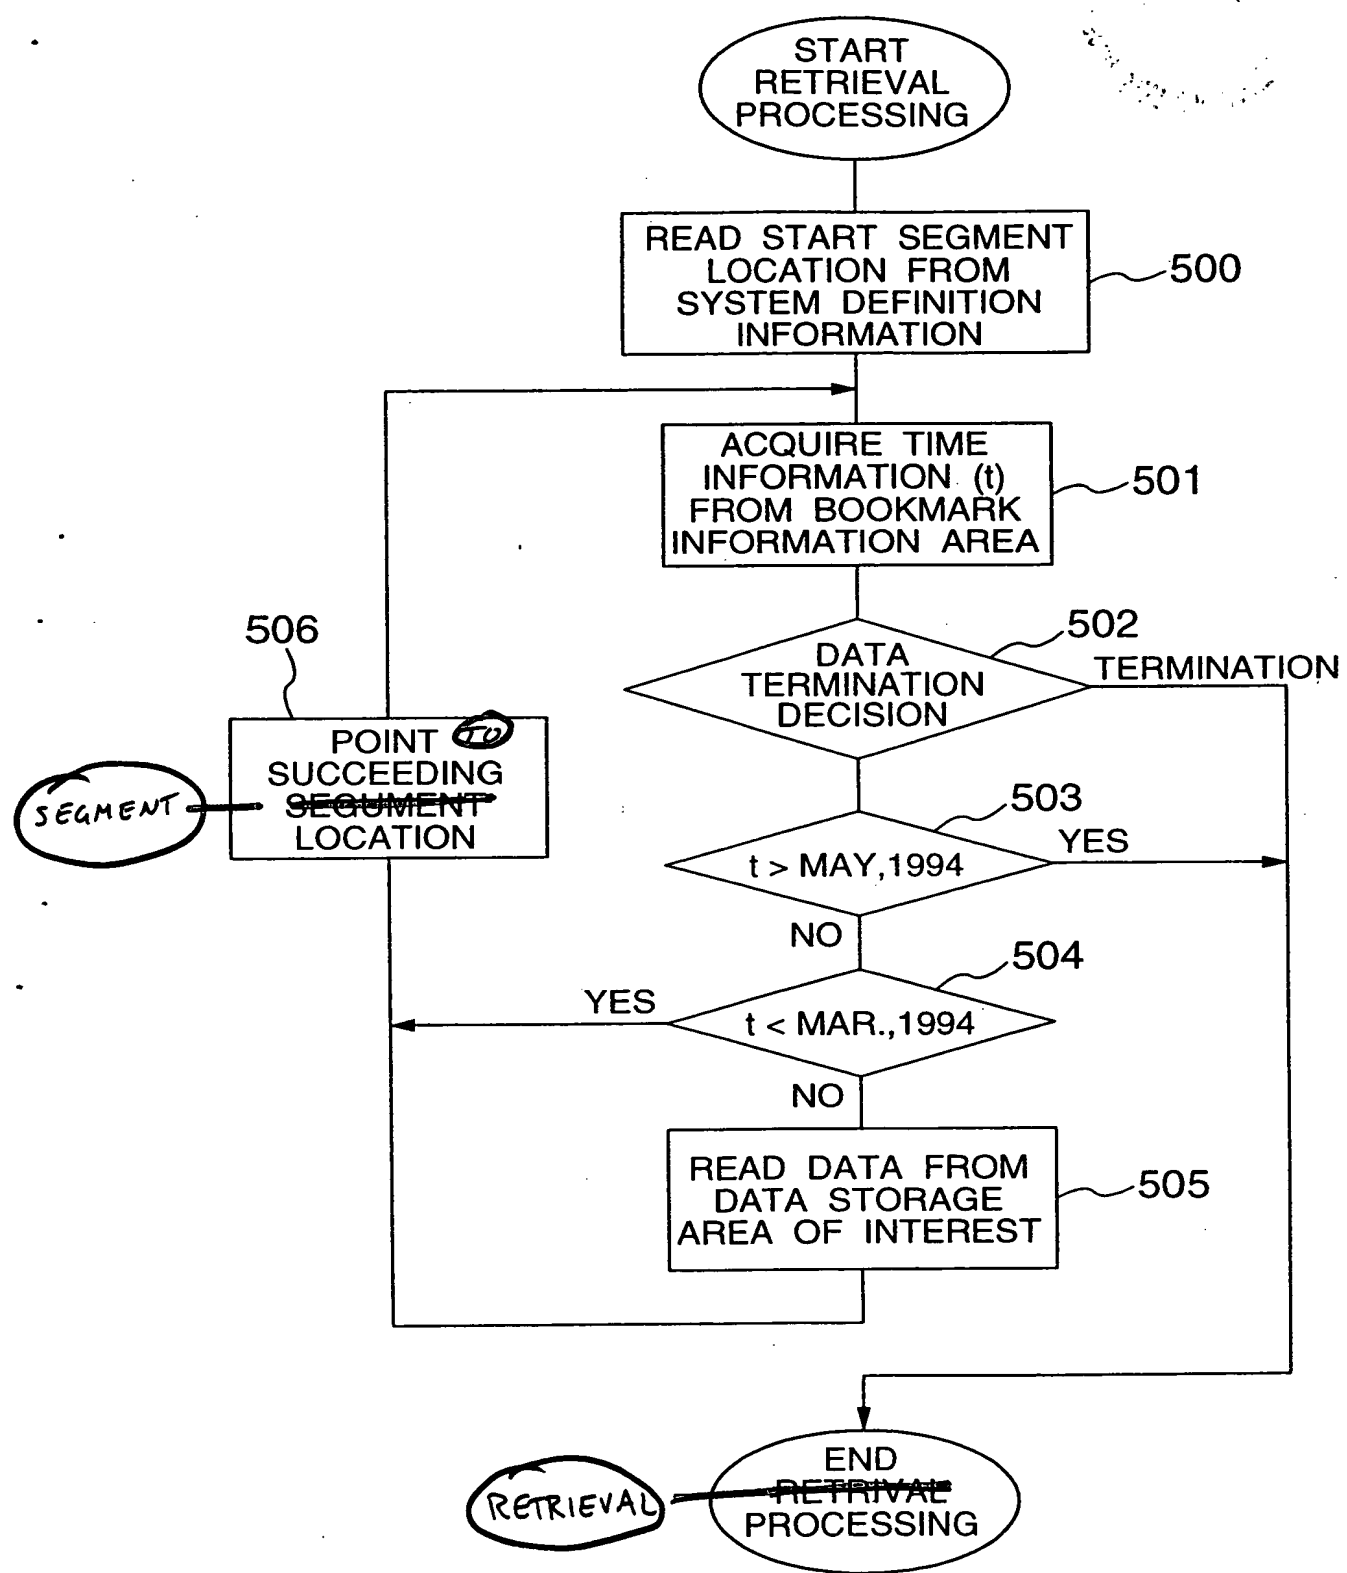 START
RETRIEVAL
PROCESSING
READ START SEGMENT
LOCATION FROM
SYSTEM DEFINITION
INFORMATION
500
ACQUIRE TIME
INFORMATION (t)
FROM BOOKMARK
INFORMATION AREA
501
506
502
DATA
TERMINATION
DECISION
TERMINATION
POINT TO
SUCCEEDING
SEGUMENT
LOCATION
SEGMENT
503
t > MAY,1994
YES
NO
504
YES
t < MAR.,1994
NO
READ DATA FROM
DATA STORAGE
AREA OF INTEREST
505
END
RETRIVAL
PROCESSING
RETRIEVAL